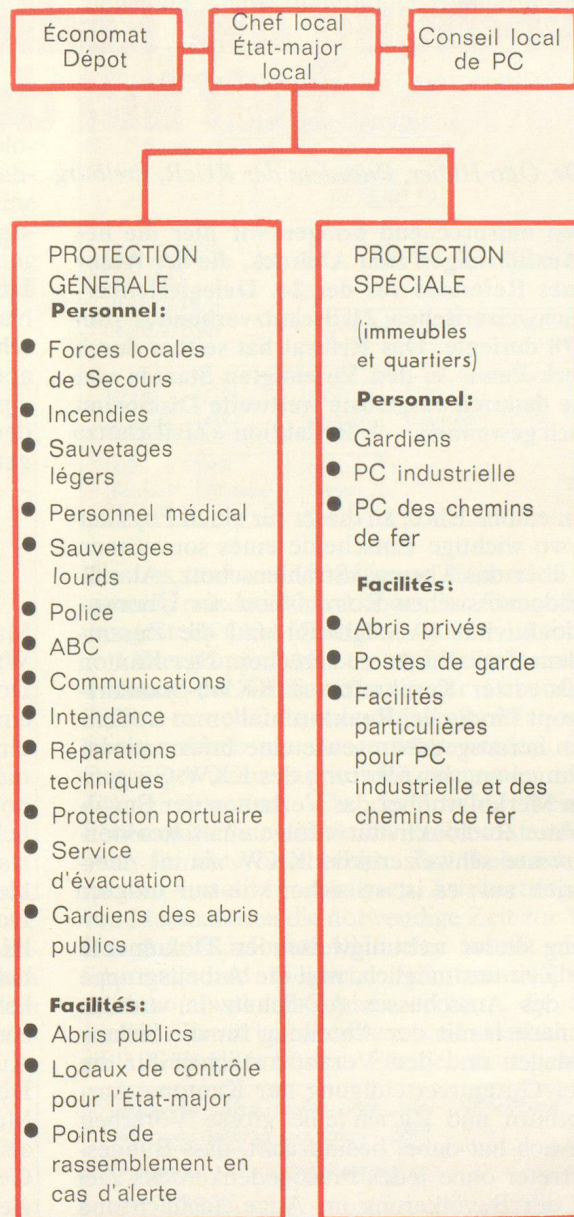 Économat
Dépôt
Chef local
État-major
local
Conseil local
de PC
PROTECTION
GÉNERALE
Personnel:
● Forces locales
de Secours
● Incendies
● Sauvetages
légers
● Personnel médical
● Sauvetages
lourds
● Police
● ABC
● Communications
● Intendance
● Réparations
techniques
● Protection portuaire
● Service
d'évacuation
● Gardiens des abris
publics
Facilités:
● Abris publics
● Locaux de contrôle
pour l'État-major
● Points de
rassemblement en
cas d'alerte
PROTECTION
SPÉCIALE
(immeubles
et quartiers)
Personnel:
● Gardiens
● PC industrielle
● PC des chemins
de fer
Facilités:
● Abris privés
● Postes de garde
● Facilités
particulières
pour PC
industrielle et des
chemins de fer